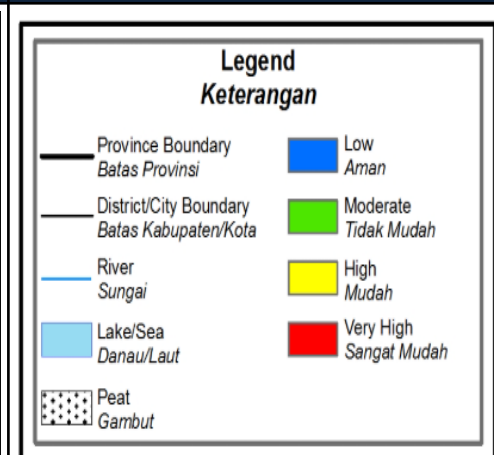 Legend
Keterangan
Province Boundary
Batas Provinsi
District/City Boundary
Batas Kabupaten/Kota
River
Sungai
Lake/Sea
Danau/Laut
Peat
Gambut
Low
Aman
Moderate
Tidak Mudah
High
Mudah
Very High
Sangat Mudah